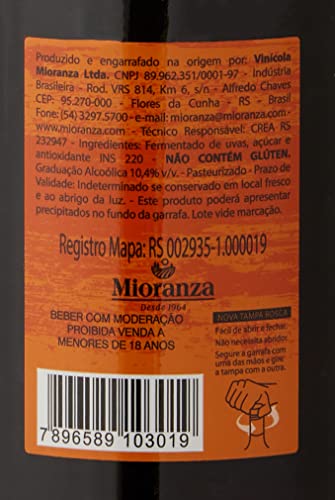 Produzido e engarrafado na origem por: Vinícola
Mioranza Ltda. CNPJ 89.962.351/0001-97 - Indústria
Brasileira - Rod. VRS 814, Km 6, s/n - Alfredo Chaves
CEP: 95.270-000 - Flores da Cunha - RS - Brasil
Fone: (54) 3297.5700 - e-mail: mioranza@mioranza.com
www.mioranza.com - Técnico Responsável: CREA RS
232947 - Ingredientes: Fermentado de uvas, açúcar e
antioxidante INS 220 - NÃO CONTÉM GLÚTEN.
Graduação Alcoólica 10,4% v/v. - Pasteurizado - Prazo de
Validade: Indeterminado se conservado em local fresco
e ao abrigo da luz. - Este produto poderá apresentar
precipitados no fundo da garrafa. Lote vide marcação.
Registro Mapa: RS 002935-1.000019
Mioranza
Desde 1964
BEBER COM MODERAÇÃO
PROIBIDA VENDA A
MENORES DE 18 ANOS
NOVA TAMPA ROSCA
Fácil de abrir e fechar.
Não necessita abridor.
Segure a garrafa com
uma das mãos e gire
a tampa com a outra.
7896589 103019